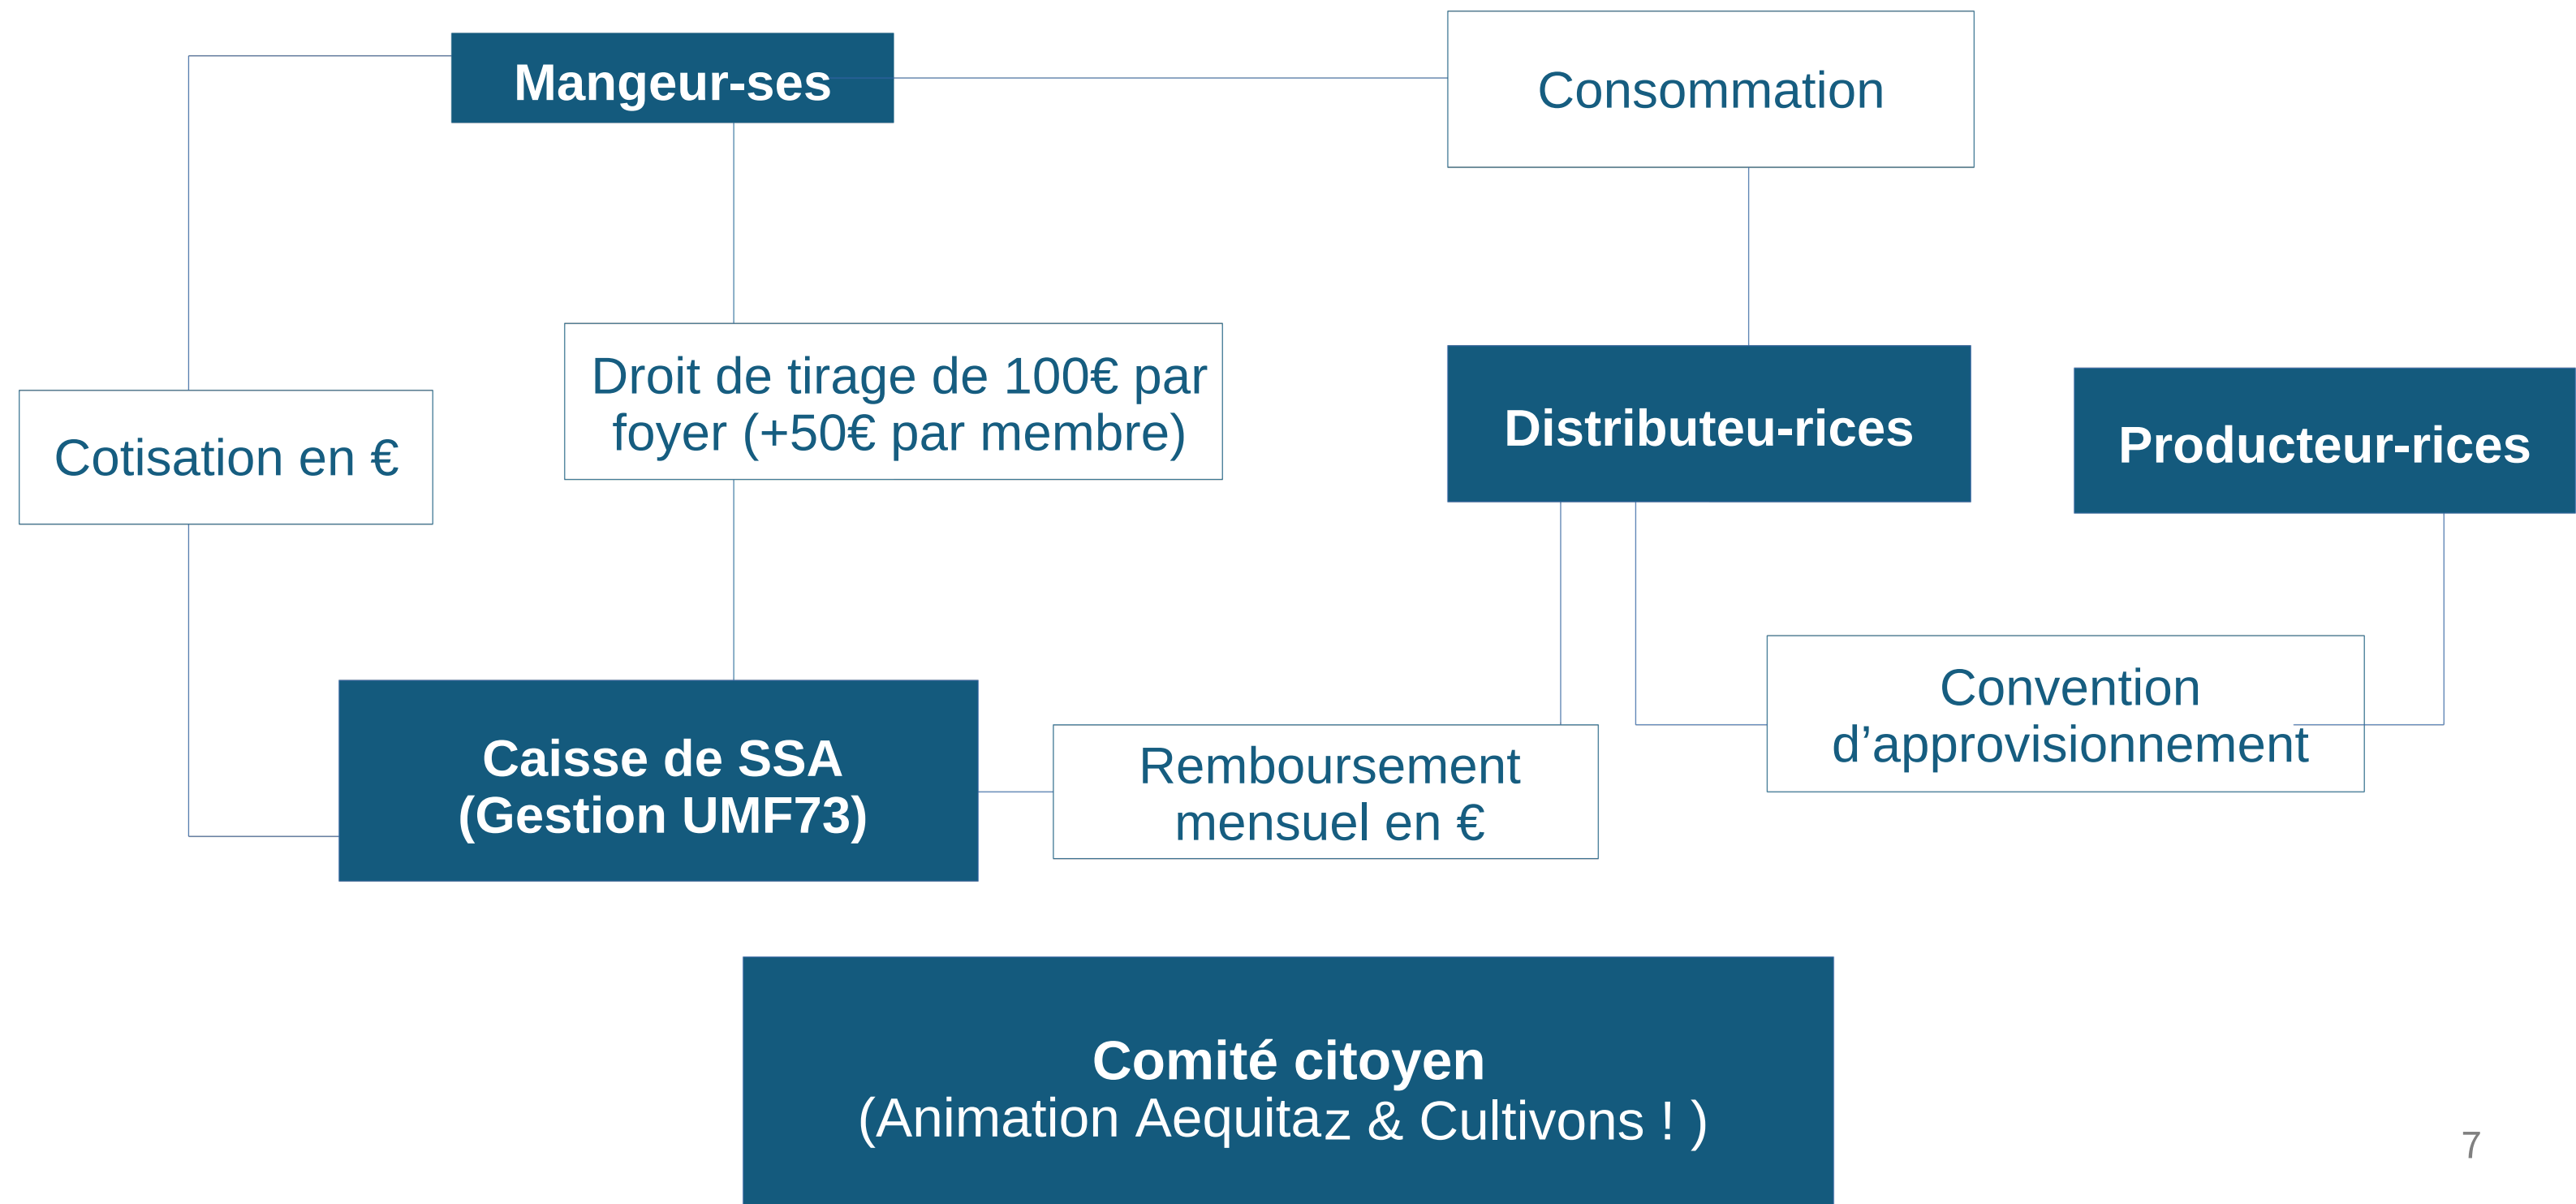 Mangeur-ses
Consommation
Droit de tirage de 100€ par
foyer (+50€ par membre)
Cotisation en €
Distributeu-rices
Producteur-rices
Convention
d’approvisionnement
Caisse de SSA
(Gestion UMF73)
Remboursement
mensuel en €
Comité citoyen
(Animation Aequitaz & Cultivons ! )
7